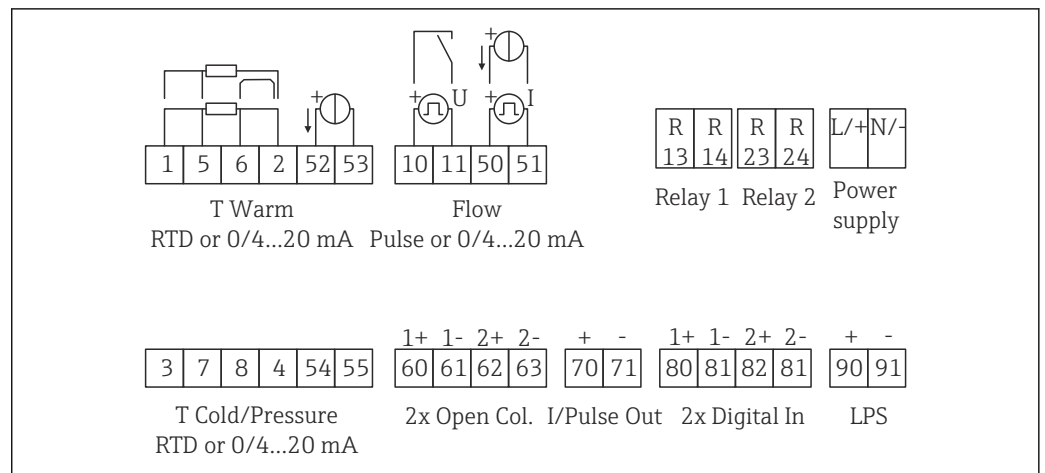 + + U + I +
1 5 6 2 52 53 10 11 50 51 R 13 R 14 R 23 R 24 L/+ N/-
T Warm Flow Relay 1 Relay 2 Power supply
RTD or 0/4...20 mA Pulse or 0/4...20 mA
1+ 1- 2+ 2- + - 1+ 1- 2+ 2- + -
3 7 8 4 54 55 60 61 62 63 70 71 80 81 82 81 90 91
T Cold/Pressure 2x Open Col. I/Pulse Out 2x Digital In LPS
RTD or 0/4...20 mA